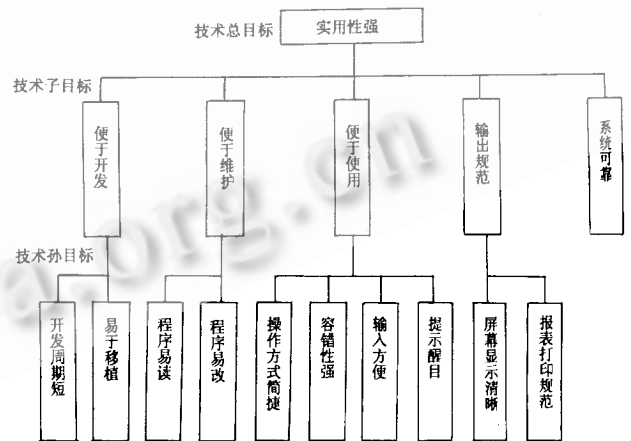 技术总目标
实用性强
技术子目标
便于开发
便于维护
便于使用
输出规范
系统可靠
技术孙目标
开发周期短
易于移植
程序易读
程序易改
操作方式简捷
容错性强
输入方便
提示醒目
屏幕显示清晰
报表打印规范
a.org.cn